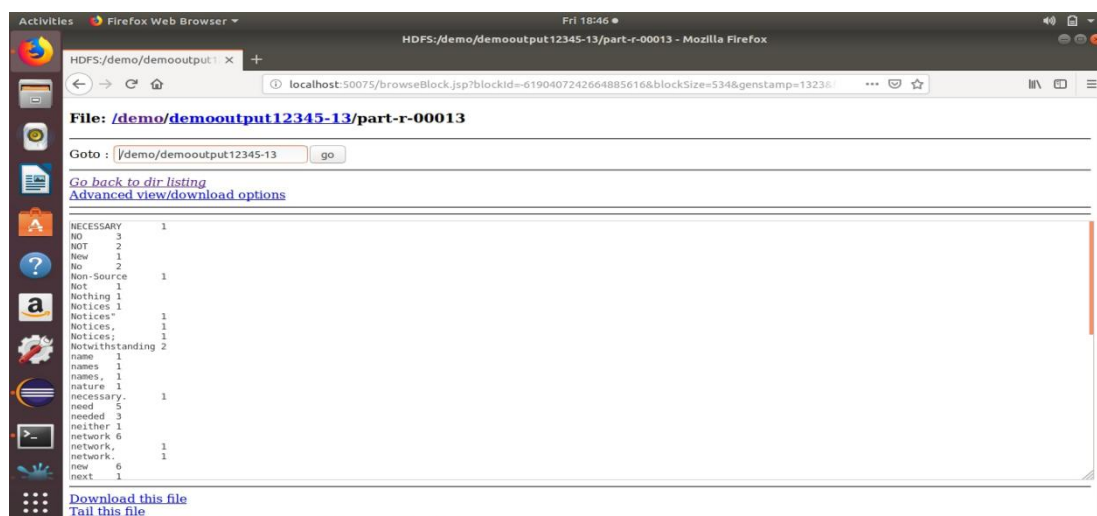 Activities Firefox Web Browser Fri 18:46
HDFS:/demo/demooutput12345-13/part-r-00013 - Mozilla Firefox
HDFS:/demo/demooutput1
localhost:50075/browseBlock.jsp?blockId=-6190407242664885616&blockSize=534&genstamp=1323&
File: /demo/demooutput12345-13/part-r-00013
Goto : /demo/demooutput12345-13 go
Go back to dir listing
Advanced view/download options
NECESSARY 1
NO 3
NOT 2
New 1
No 2
Non-Source 1
Not 1
Nothing 1
Notices 1
Notices" 1
Notices, 1
Notices; 1
Notwithstanding 2
name 1
names 1
names, 1
nature 1
necessary. 1
need 5
needed 3
neither 1
network 6
network, 1
network. 1
new 6
next 1
Download this file
Tail this file